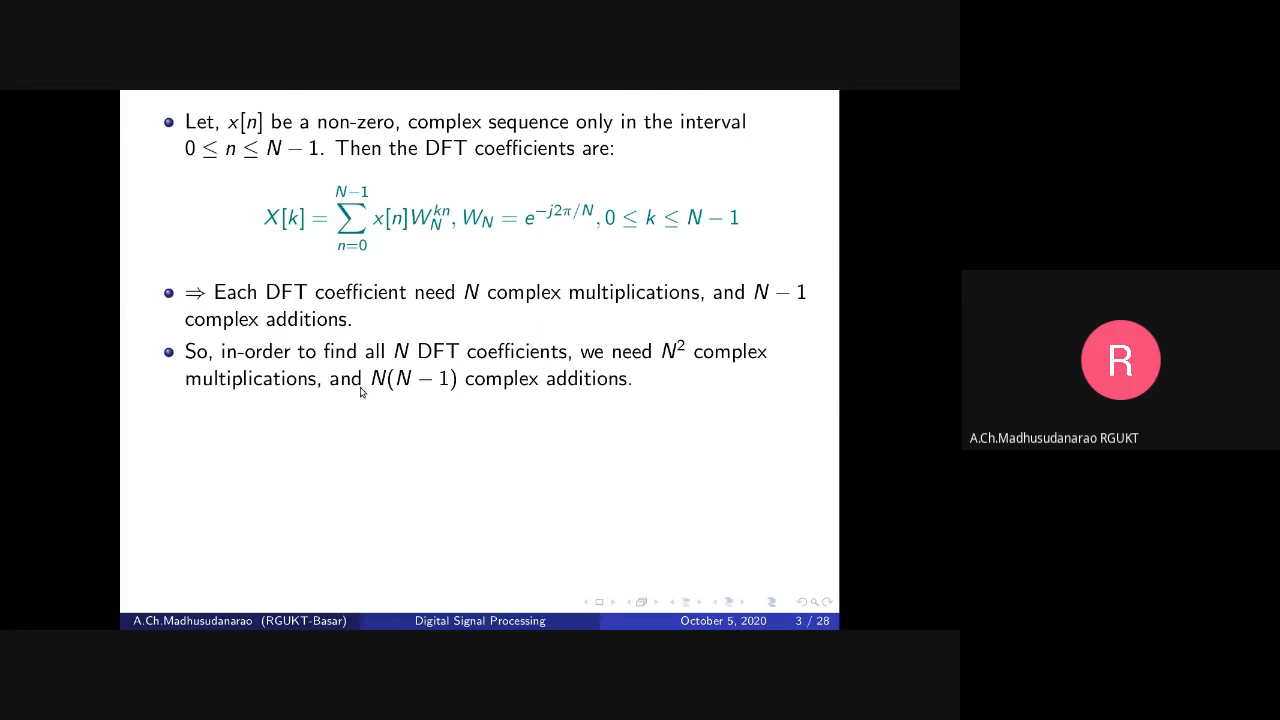 Let, x[n] be a non-zero, complex sequence only in the interval
0 ≤ n ≤ N − 1. Then the DFT coefficients are:
X[k] = ∑_{n=0}^{N−1} x[n]W_N^{kn}, W_N = e^{−j2π/N}, 0 ≤ k ≤ N − 1
⇒ Each DFT coefficient need N complex multiplications, and N − 1
complex additions.
So, in-order to find all N DFT coefficients, we need N² complex
multiplications, and N(N − 1) complex additions.
A.Ch.Madhusudanarao (RGUKT-Basar) Digital Signal Processing October 5, 2020 3 / 28
R
A.Ch.Madhusudanarao RGUKT